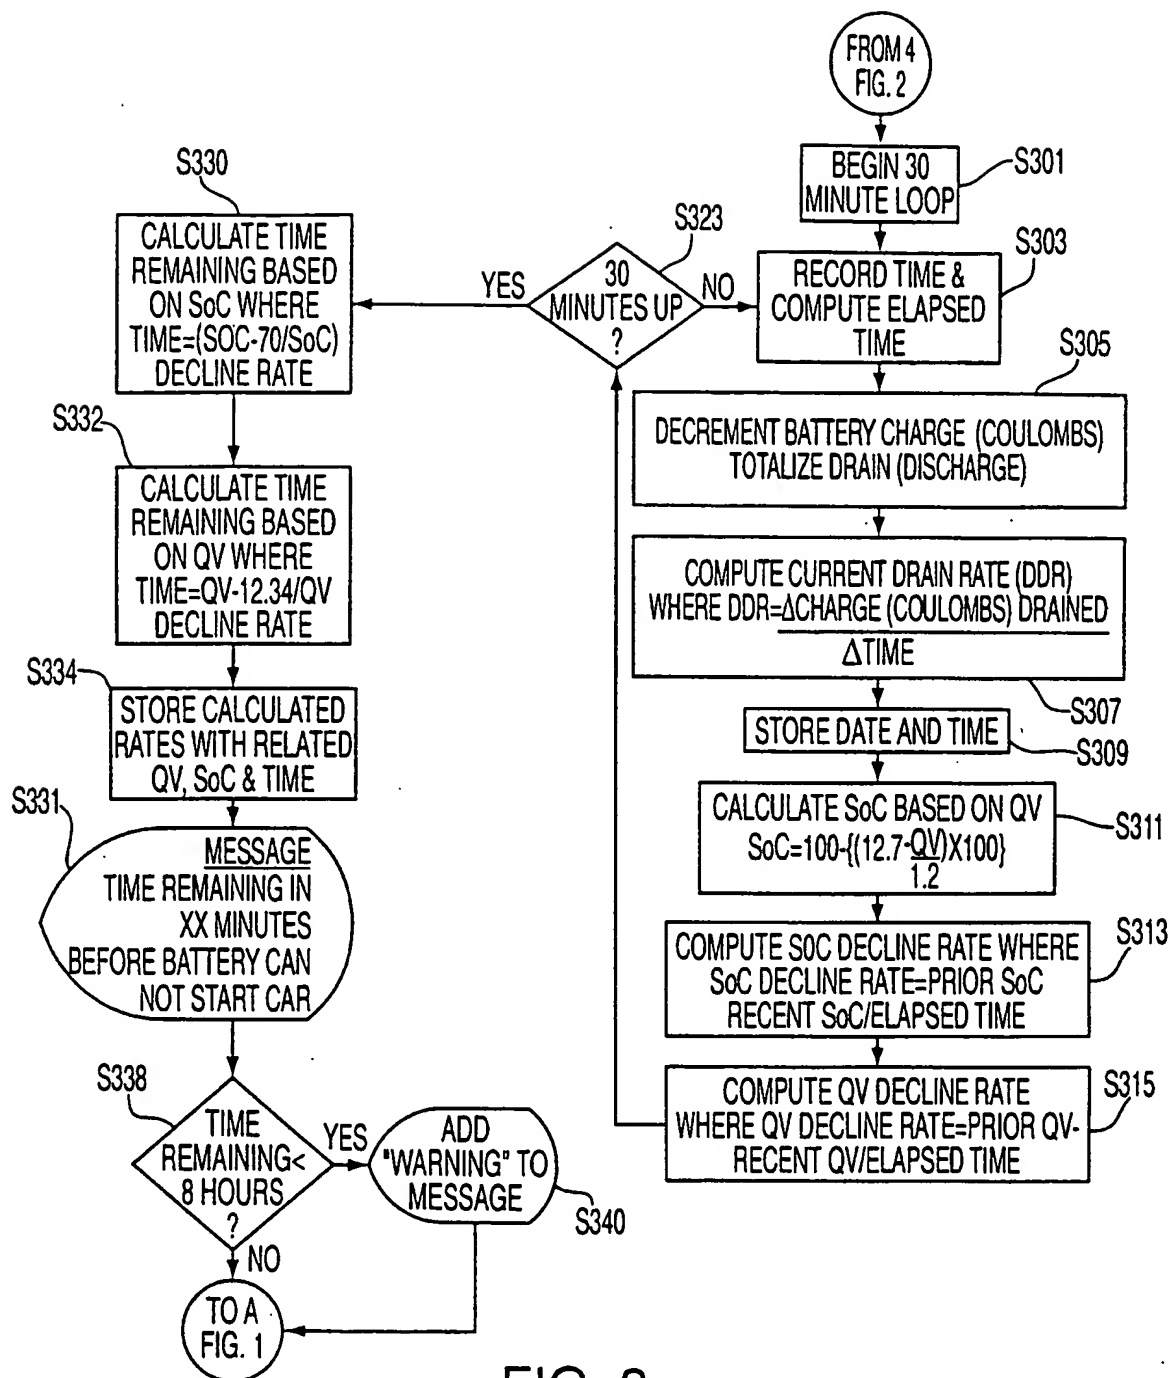 FROM 4
FIG. 2
BEGIN 30
MINUTE LOOP
S301
RECORD TIME &
COMPUTE ELAPSED
TIME
S303
DECREMENT BATTERY CHARGE (COULOMBS)
TOTALIZE DRAIN (DISCHARGE)
S305
COMPUTE CURRENT DRAIN RATE (DDR)
WHERE DDR=ΔCHARGE (COULOMBS) DRAINED
ΔTIME
S307
STORE DATE AND TIME
S309
CALCULATE SoC BASED ON QV
SoC=100-{(12.7-QV)X100}
1.2
S311
COMPUTE SOC DECLINE RATE WHERE
SoC DECLINE RATE=PRIOR SoC
RECENT SoC/ELAPSED TIME
S313
COMPUTE QV DECLINE RATE
WHERE QV DECLINE RATE=PRIOR QV-
RECENT QV/ELAPSED TIME
S315
S323
30
MINUTES UP
?
NO
YES
S330
CALCULATE TIME
REMAINING BASED
ON SoC WHERE
TIME=(SOC-70/SoC)
DECLINE RATE
S332
CALCULATE TIME
REMAINING BASED
ON QV WHERE
TIME=QV-12.34/QV
DECLINE RATE
S334
STORE CALCULATED
RATES WITH RELATED
QV, SoC & TIME
S331
MESSAGE
TIME REMAINING IN
XX MINUTES
BEFORE BATTERY CAN
NOT START CAR
S338
TIME
REMAINING<
8 HOURS
?
YES
ADD
"WARNING" TO
MESSAGE
S340
NO
TO A
FIG. 1